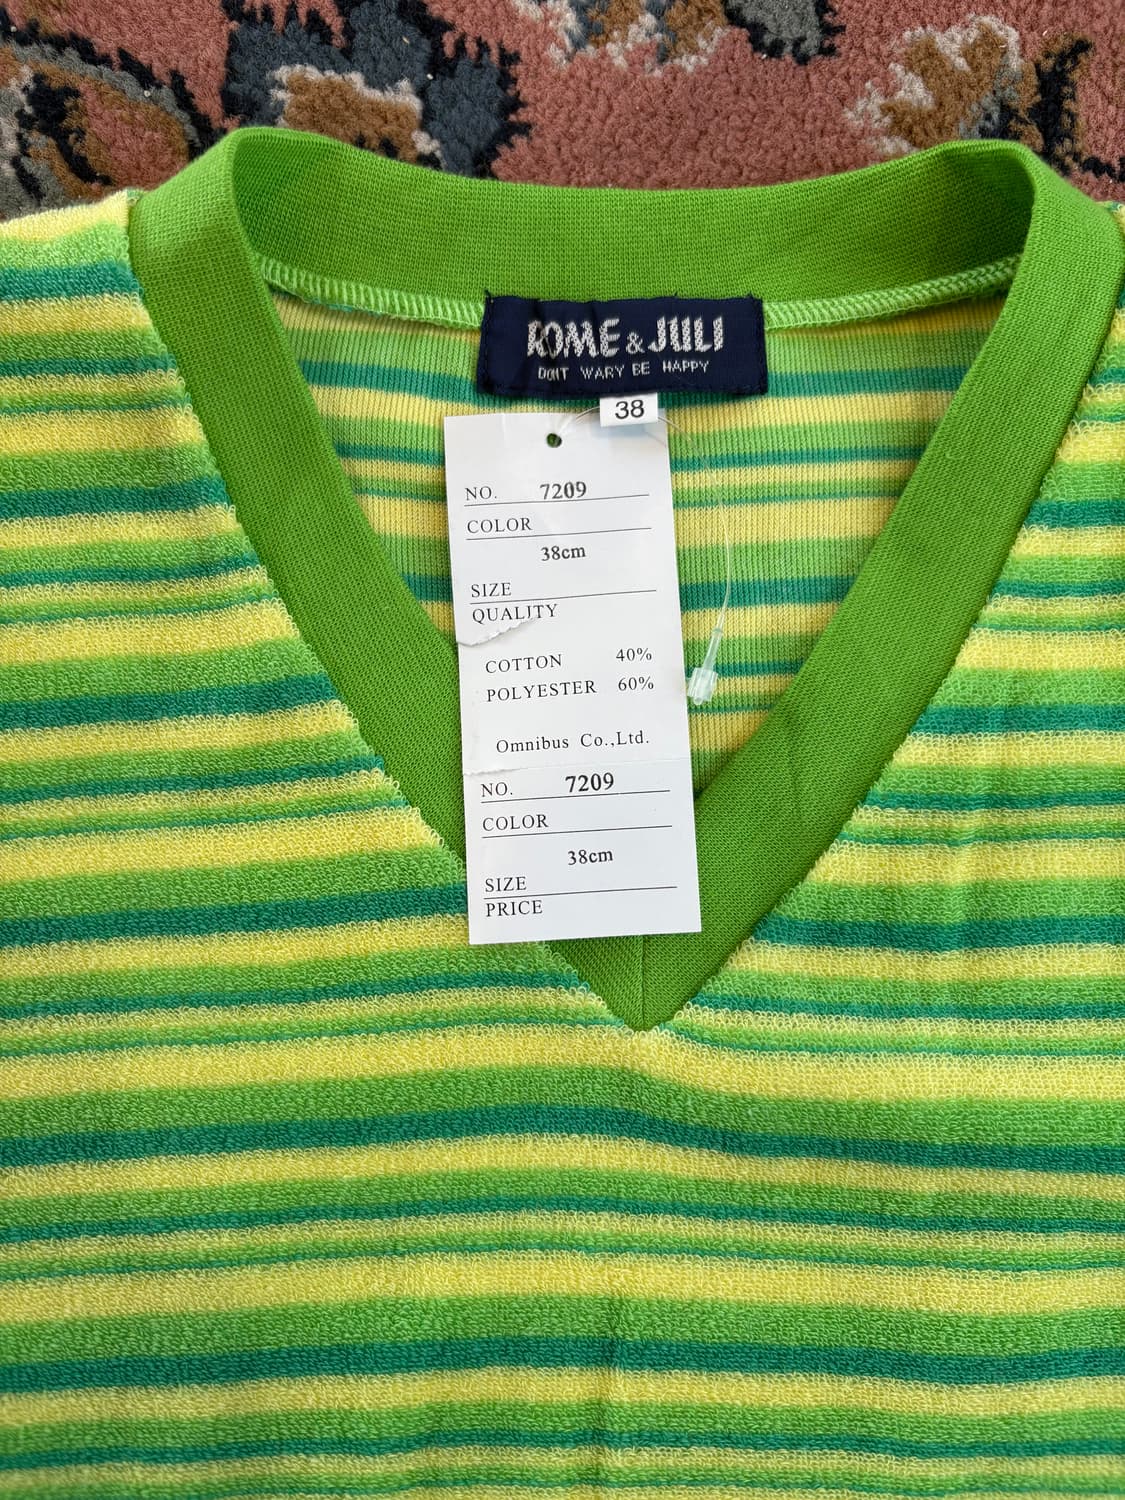 ROME & JULI
DON'T WARY BE HAPPY
38
NO. 7209
COLOR
38cm
SIZE
QUALITY
COTTON 40%
POLYESTER 60%
Omnibus Co.,Ltd.
NO. 7209
COLOR
38cm
SIZE
PRICE